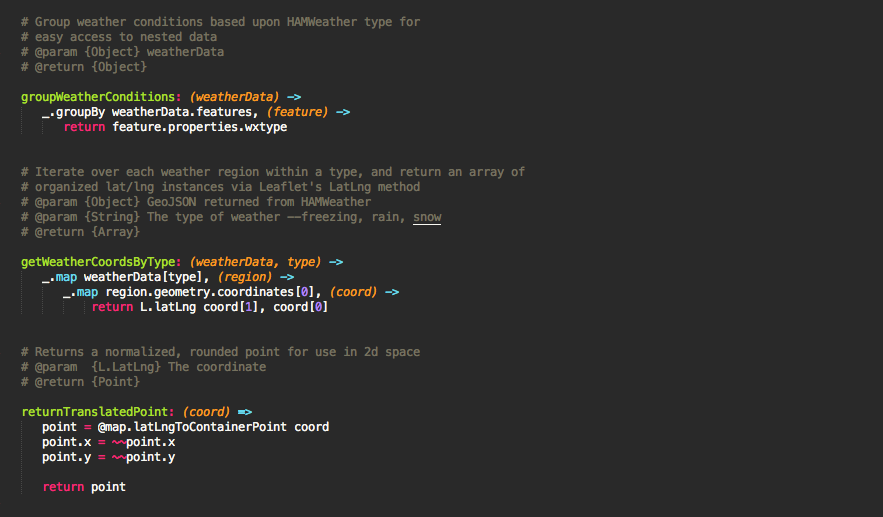 # Group weather conditions based upon HAMWeather type for
# easy access to nested data
# @param {Object} weatherData
# @return {Object}
groupWeatherConditions: (weatherData) ->
_.groupBy weatherData.features, (feature) ->
return feature.properties.wxtype
# Iterate over each weather region within a type, and return an array of
# organized lat/lng instances via Leaflet's LatLng method
# @param {Object} GeoJSON returned from HAMWeather
# @param {String} The type of weather --freezing, rain, snow
# @return {Array}
getWeatherCoordsByType: (weatherData, type) ->
_.map weatherData[type], (region) ->
_.map region.geometry.coordinates[0], (coord) ->
return L.latLng coord[1], coord[0]
# Returns a normalized, rounded point for use in 2d space
# @param  {L.LatLng} The coordinate
# @return {Point}
returnTranslatedPoint: (coord) =>
point = @map.latLngToContainerPoint coord
point.x = ~~point.x
point.y = ~~point.y
return point